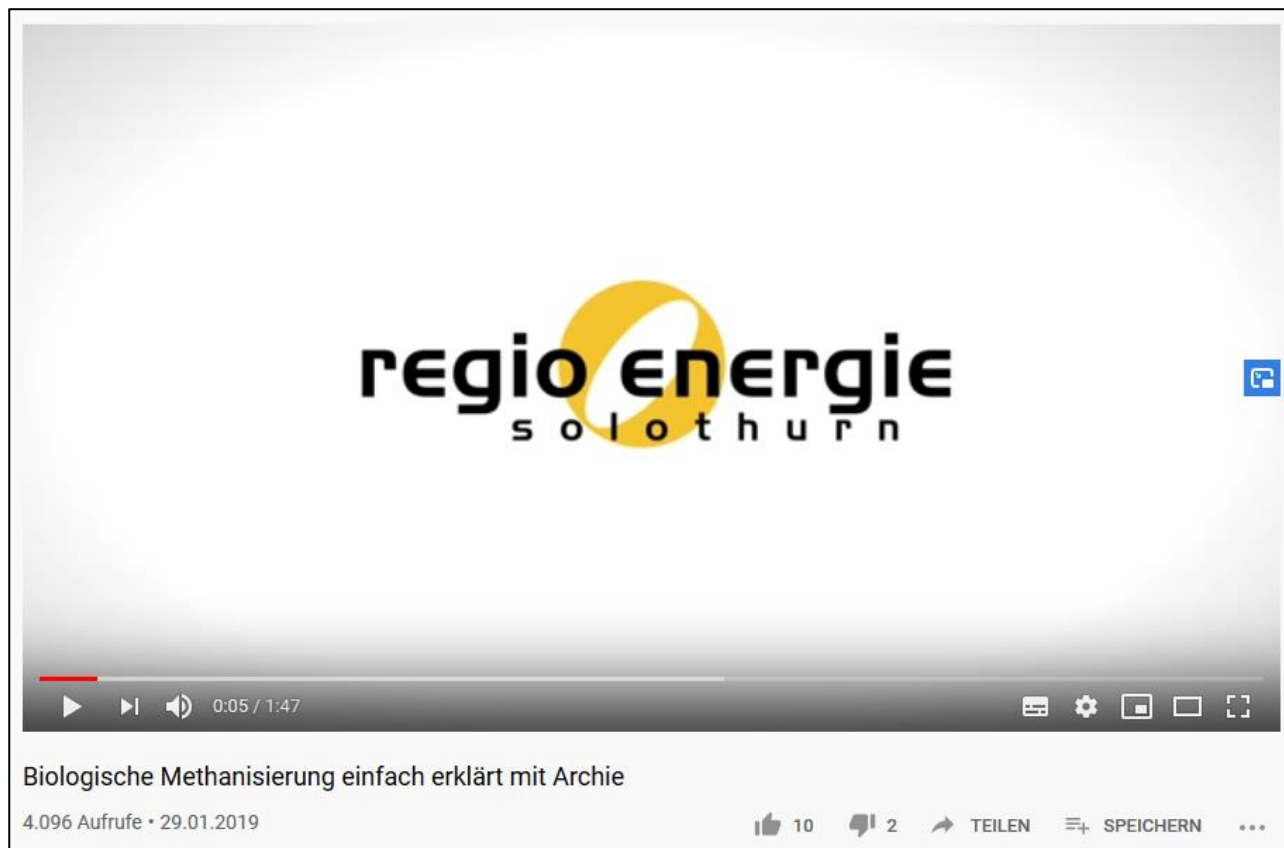 regio energie
solothurn
0:05 / 1:47
Biologische Methanisierung einfach erklärt mit Archie
4.096 Aufrufe • 29.01.2019
10
2
TEILEN
SPEICHERN